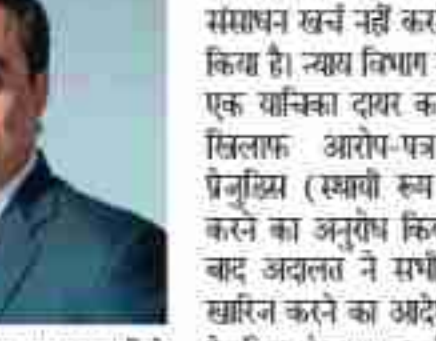 संसाधन खर्च नहीं कर
किया है। न्याय विभाग
एक याचिका दायर क
खिलाफ आरोप-पत्र
प्रेजुडिस (स्थायी रूप
करने का अनुरोध कि
बाद अदालत ने सभी
खारिज करने का आदे